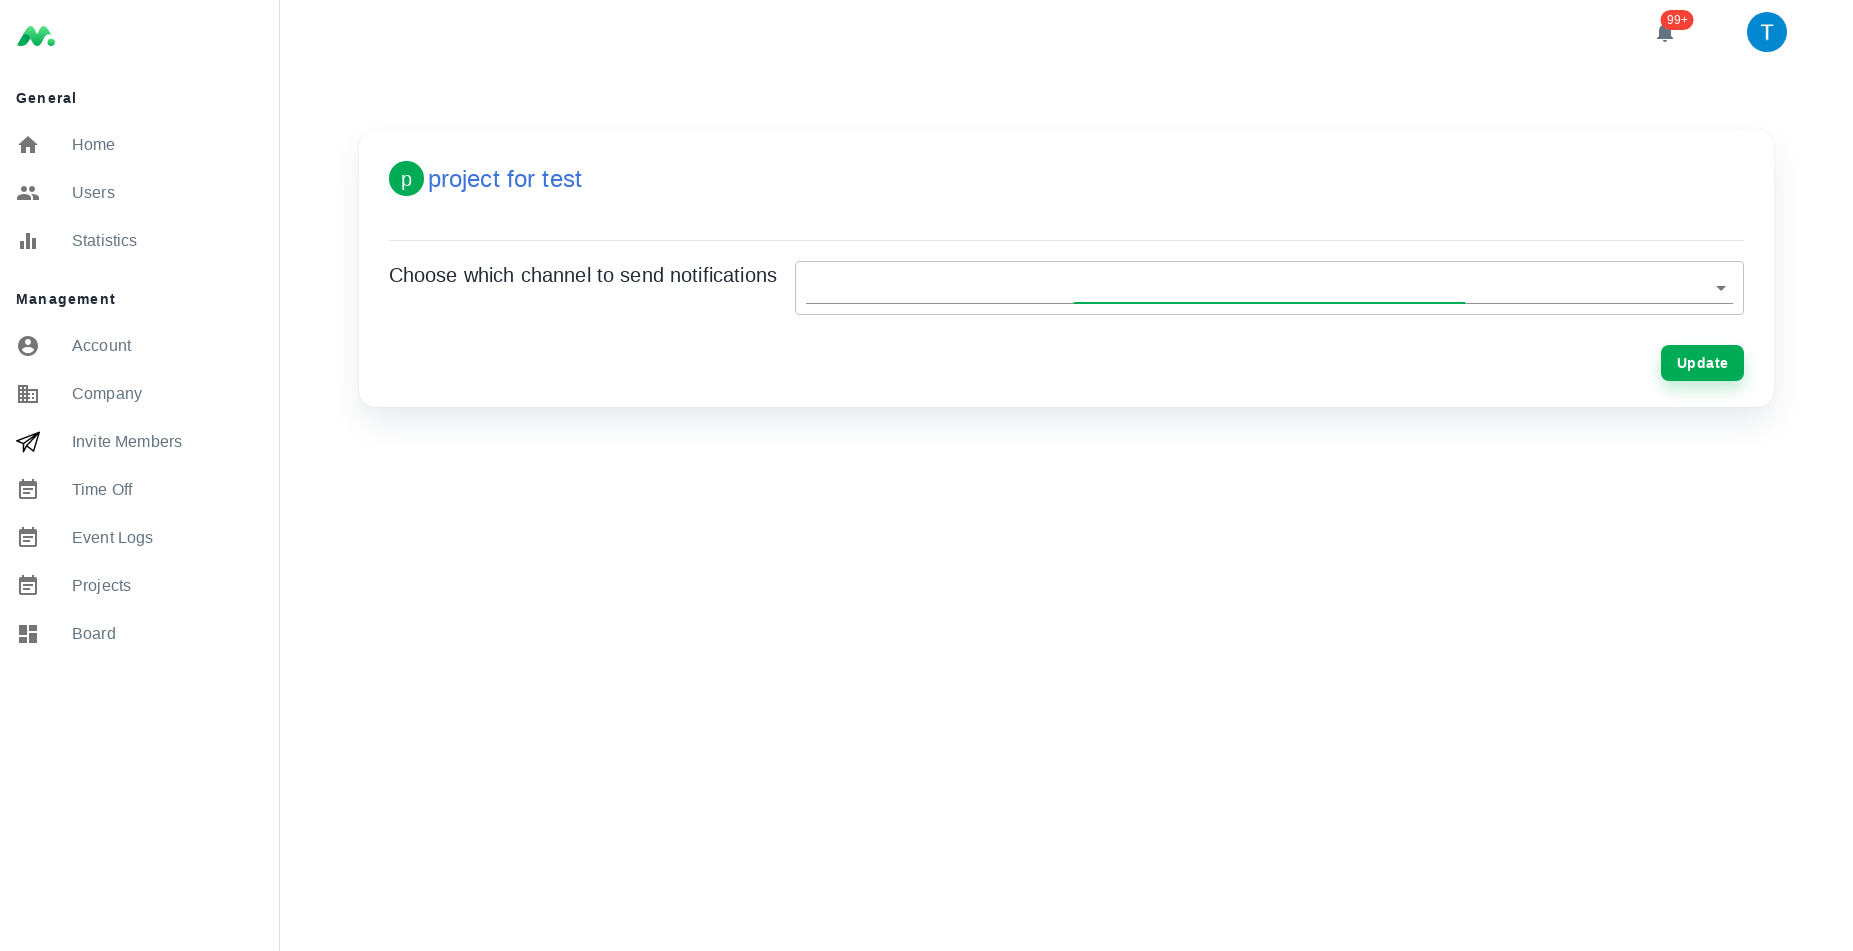 99+
T
General
Home
Users
Statistics
Management
Account
Company
Invite Members
Time Off
Event Logs
Projects
Board
p project for test
Choose which channel to send notifications
Update